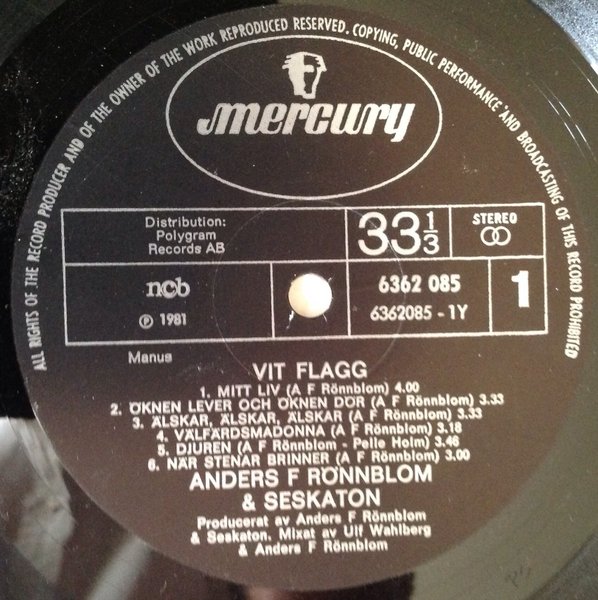 ALL RIGHTS OF THE RECORD PRODUCER AND OF THE OWNER OF THE WORK REPRODUCED RESERVED. COPYING, PUBLIC PERFORMANCE AND BROADCASTING OF THIS RECORD PROHIBITED
mercury
Distribution:
Polygram
Records AB
33 1/3
STEREO
ncb
℗ 1981
6362 085
6362085 - 1Y
1
Manus
VIT FLAGG
1. MITT LIV (A F Rönnblom) 4.00
2. ÖKNEN LEVER OCH ÖKNEN DÖR (A F Rönnblom) 3.33
3. ÄLSKAR, ÄLSKAR, ÄLSKAR (A F Rönnblom) 3.33
4. VÄLFÄRDSMADONNA (A F Rönnblom) 3.18
5. DJUREN (A F Rönnblom - Pelle Holm) 3.46
6. NÄR STENAR BRINNER (A F Rönnblom) 3.00
ANDERS F RÖNNBLOM
& SESKATON
Producerat av Anders F Rönnblom
& Seskaton, Mixat av Ulf Wahlberg
& Anders F Rönnblom